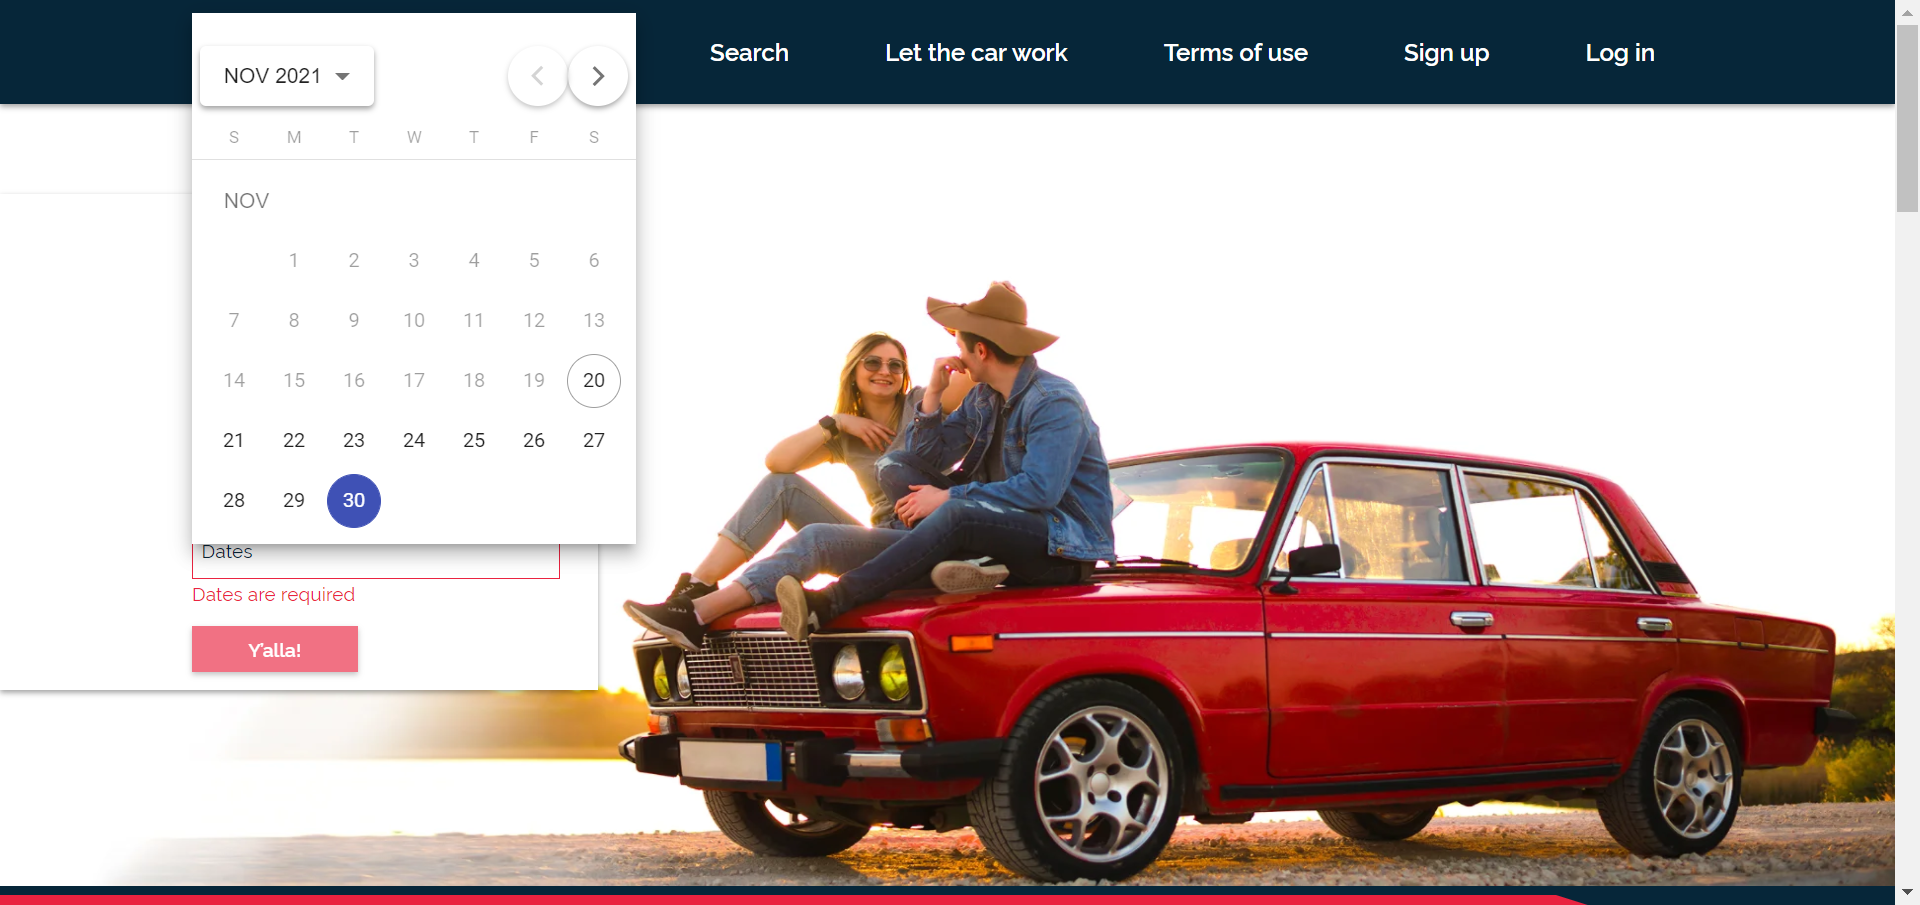 Search Let the car work Terms of use Sign up Log in
NOV 2021
S M T W T F S
NOV
1 2 3 4 5 6
7 8 9 10 11 12 13
14 15 16 17 18 19 20
21 22 23 24 25 26 27
28 29 30
Dates
Dates are required
Y'alla!